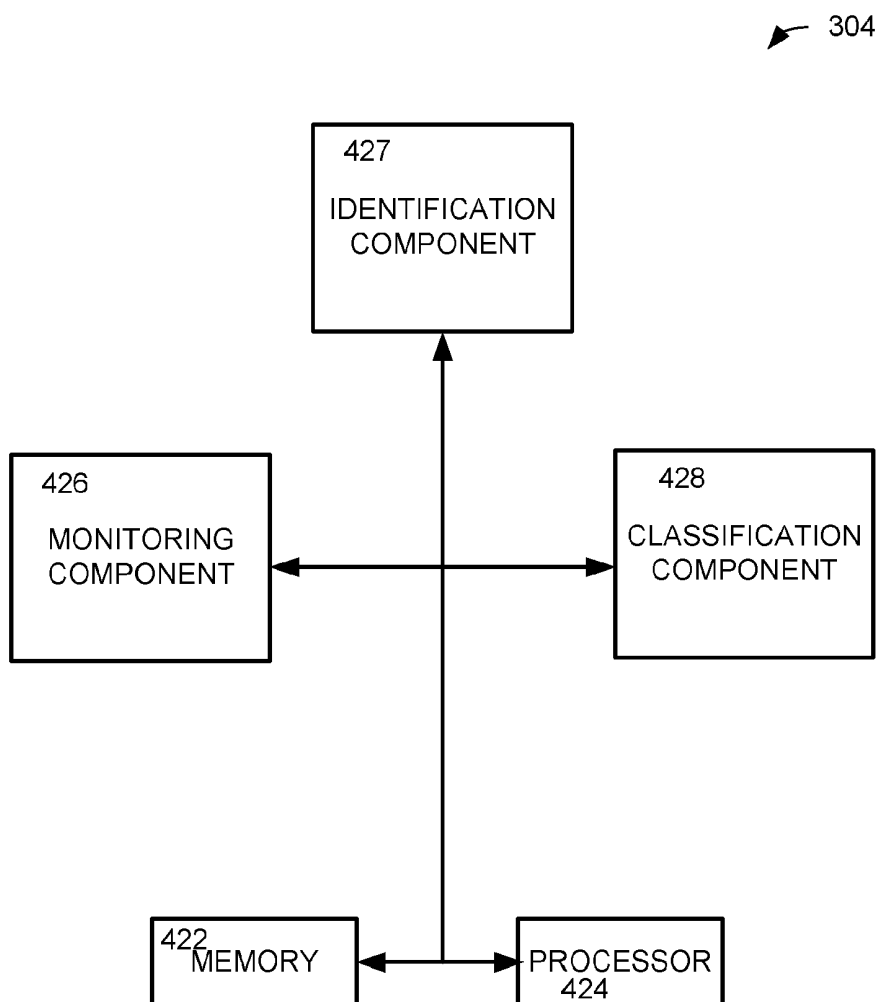 304
427
IDENTIFICATION
COMPONENT
426
MONITORING
COMPONENT
428
CLASSIFICATION
COMPONENT
422
MEMORY
PROCESSOR
424